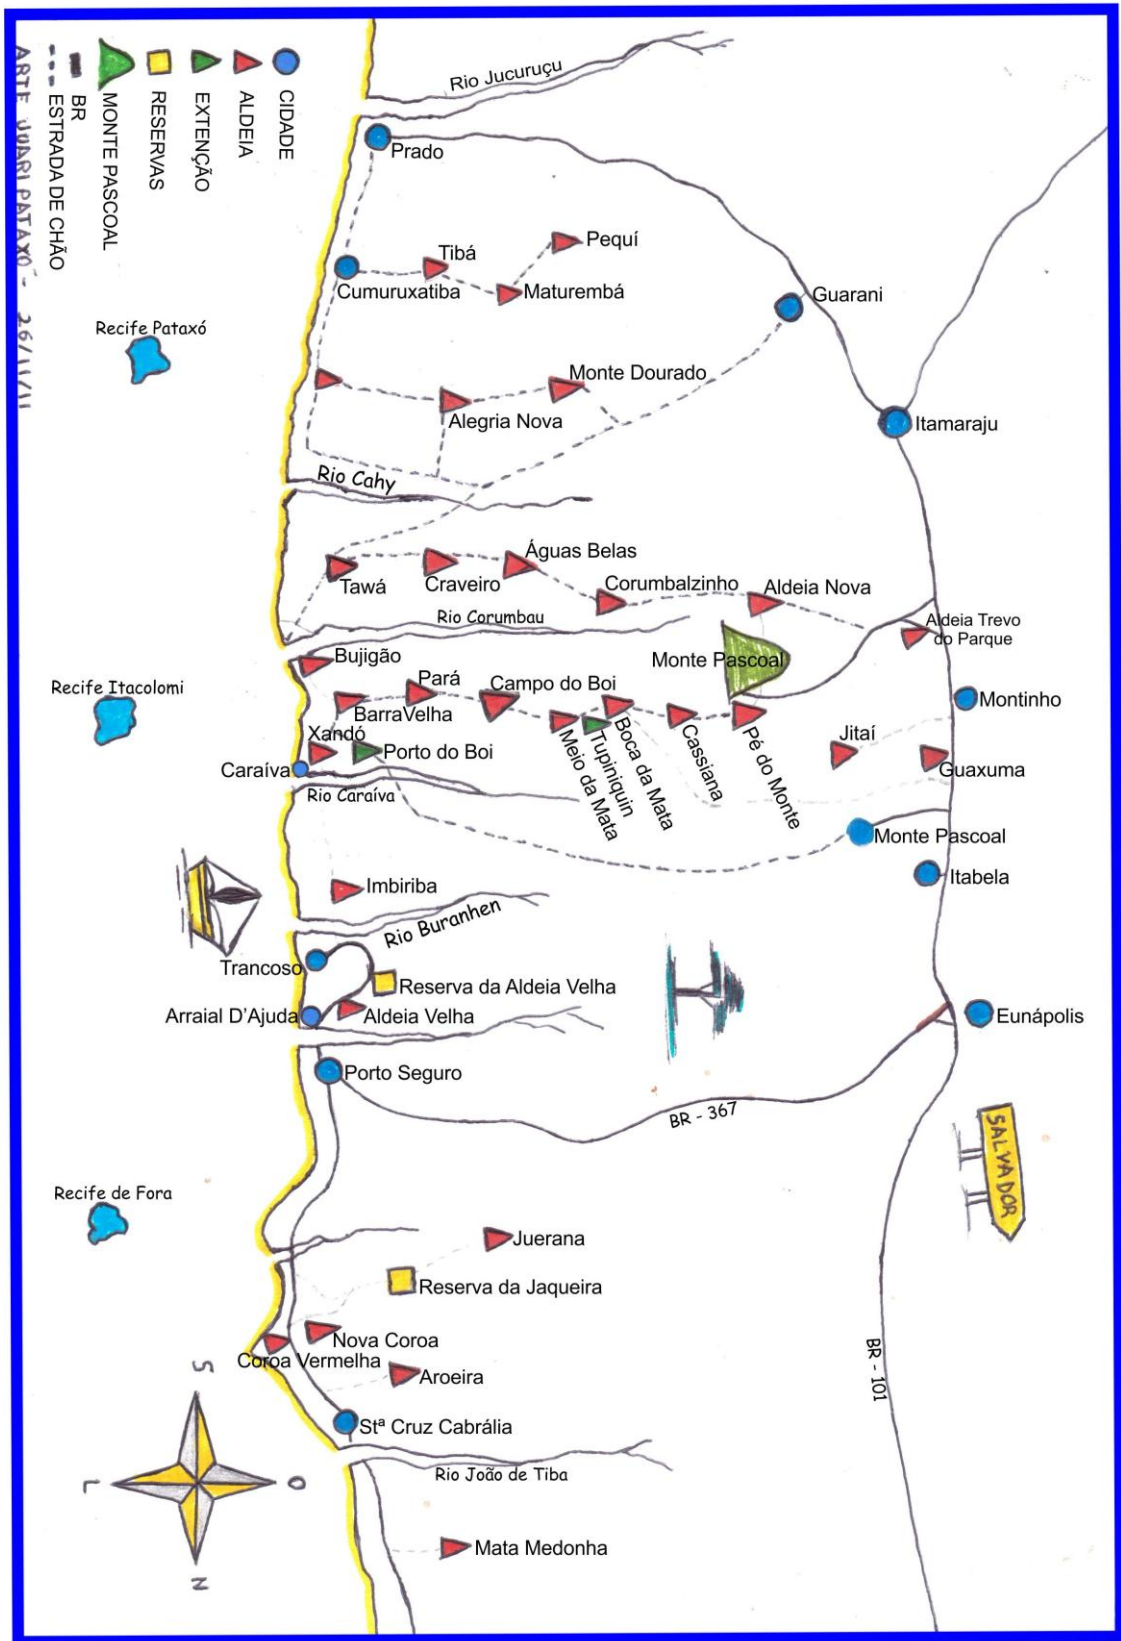 CIDADE
ALDEIA
EXTENÇÃO
RESERVAS
MONTE PASCOAL
BR
ESTRADA DE CHÃO
ARTE JUARI PATAXÓ - 26/11/11
Rio Jucuruçu
Prado
Pequí
Tibá
Cumuruxatiba
Maturembá
Guarani
Recife Pataxó
Monte Dourado
Alegria Nova
Itamaraju
Rio Cahy
Águas Belas
Tawá
Craveiro
Corumbalzinho
Aldeia Nova
Rio Corumbau
Aldeia Trevo
do Parque
Bujigão
Monte Pascoal
Recife Itacolomi
Pará
Campo do Boi
BarraVelha
Montinho
Xandó
Porto do Boi
Meio da Mata
Tupiniquin
Boca da Mata
Cassiana
Pé do Monte
Jitaí
Guaxuma
Caraíva
Rio Caraíva
Monte Pascoal
Itabela
Imbiriba
Rio Buranhen
Trancoso
Reserva da Aldeia Velha
Arraial D'Ajuda
Aldeia Velha
Eunápolis
Porto Seguro
BR - 367
SALVADOR
Recife de Fora
Juerana
Reserva da Jaqueira
Nova Coroa
Coroa Vermelha
Aroeira
BR - 101
Stª Cruz Cabrália
Rio João de Tiba
S
O
L
N
Mata Medonha